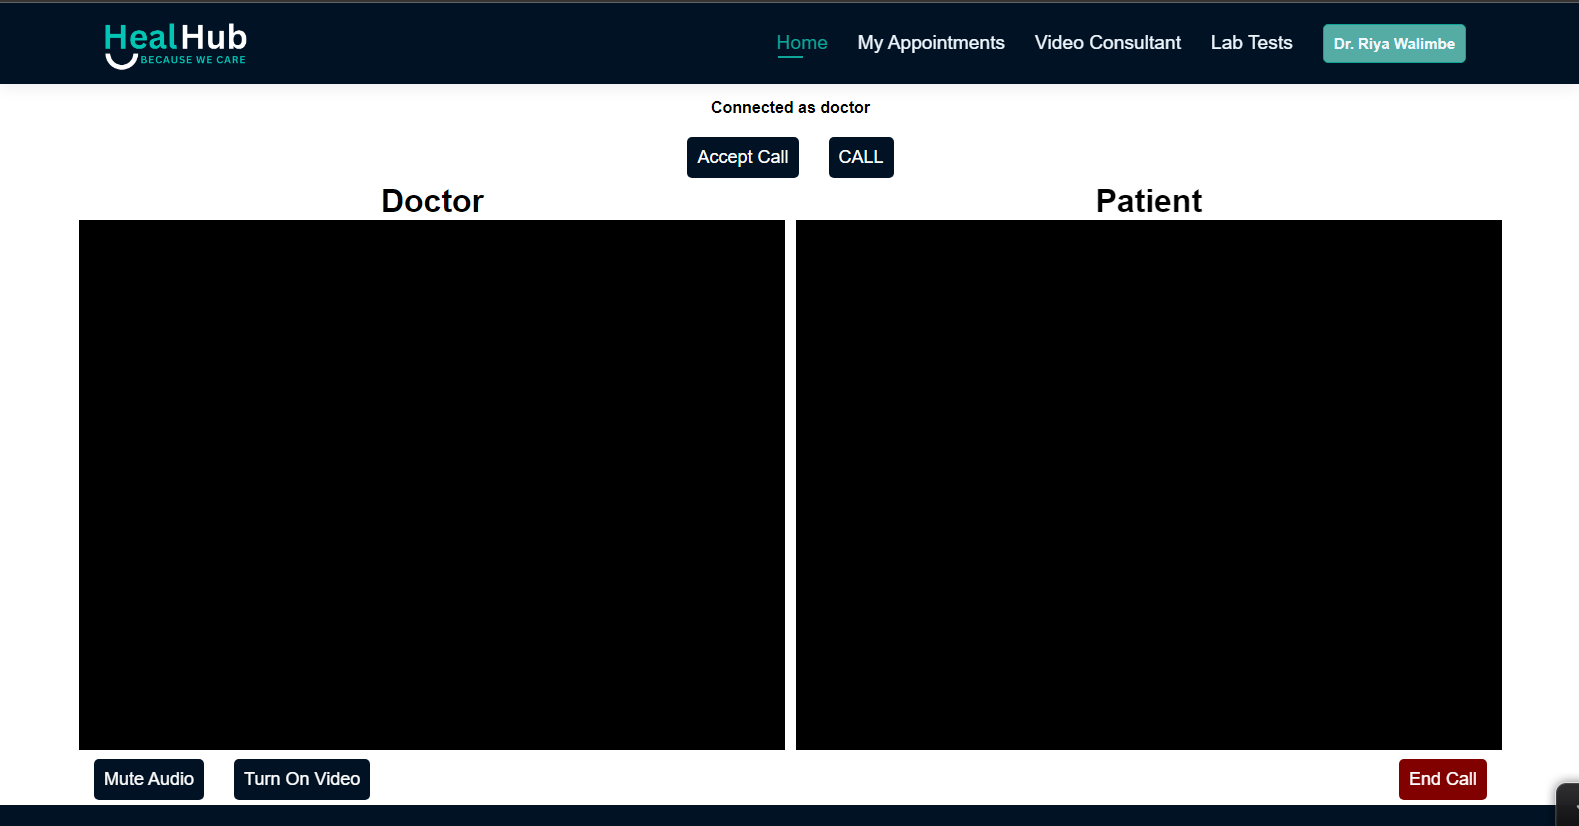 HealHub
BECAUSE WE CARE
Home My Appointments Video Consultant Lab Tests Dr. Riya Walimbe
Connected as doctor
Accept Call CALL
Doctor Patient
Mute Audio Turn On Video End Call